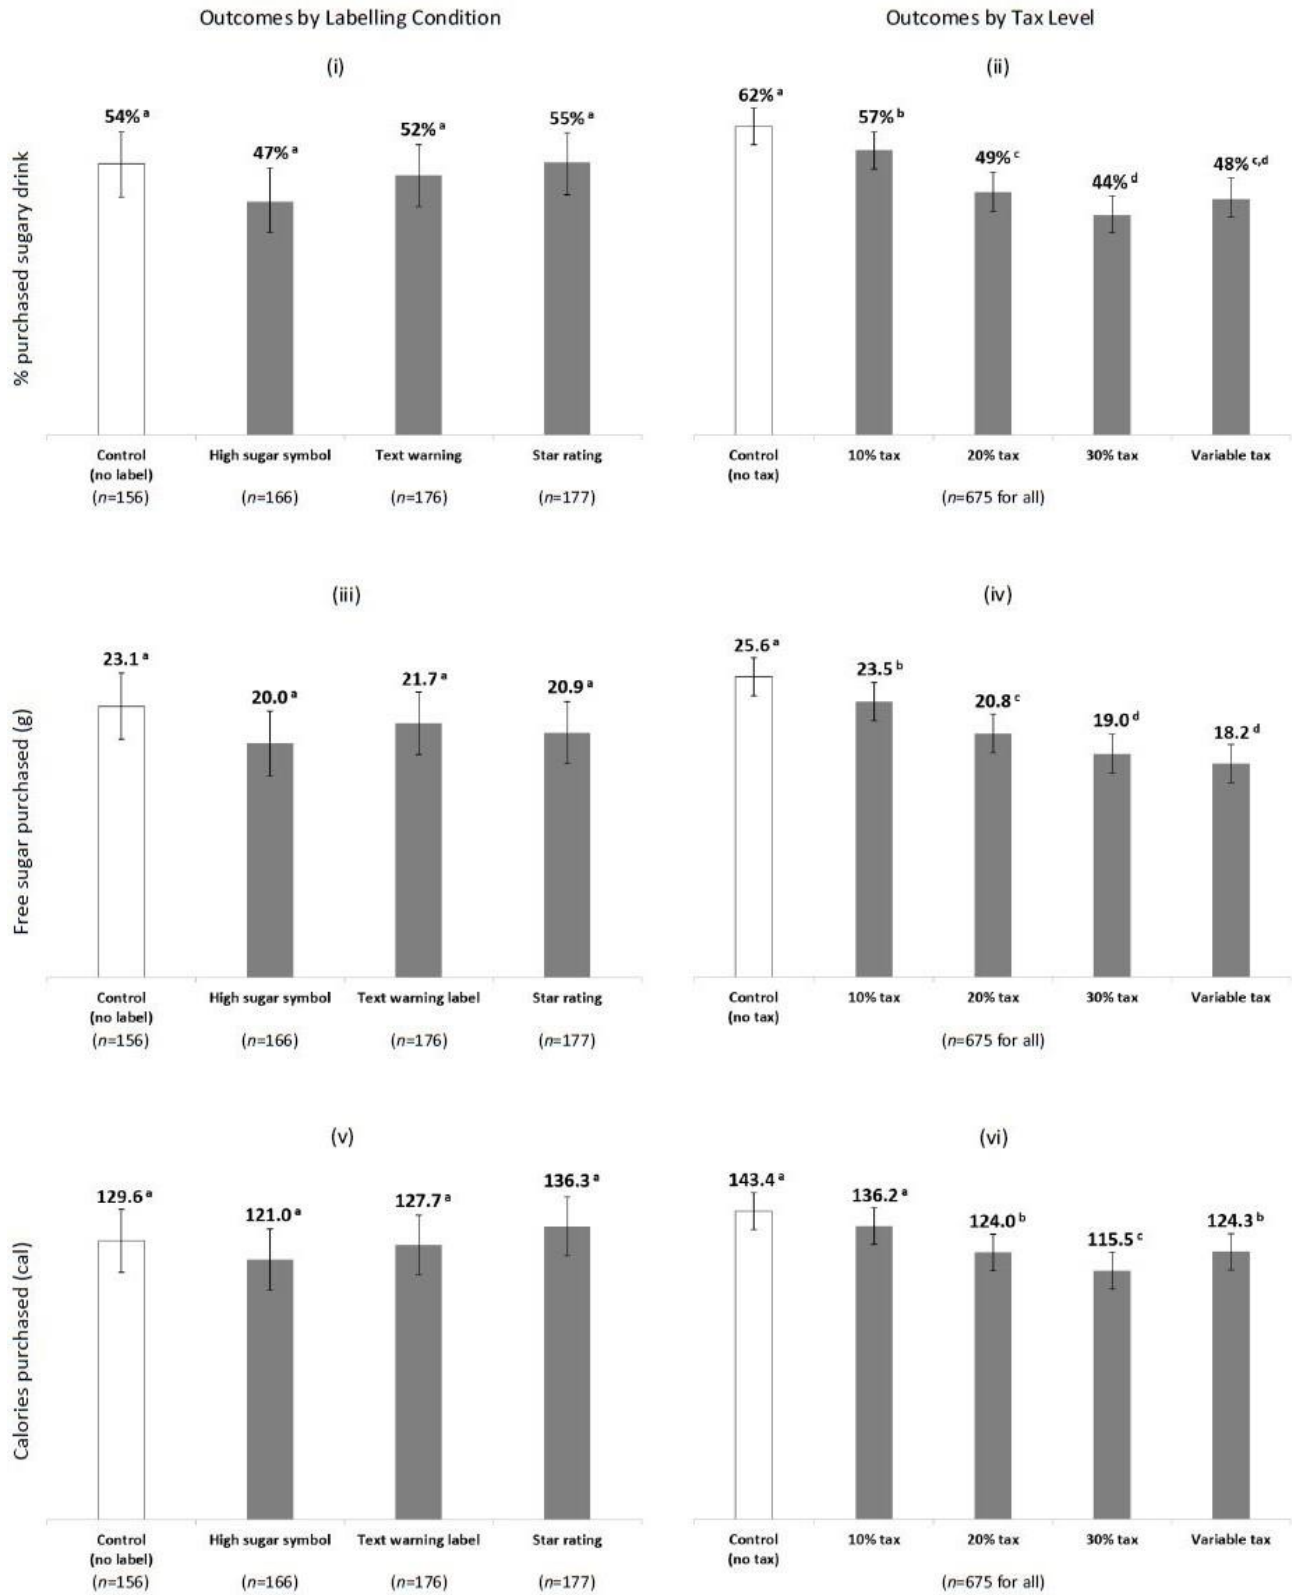 Outcomes by Labelling Condition
Outcomes by Tax Level
(i)
% purchased sugary drink
54% a
47% a
52% a
55% a
Control
(no label)
High sugar symbol
Text warning
Star rating
(n=156)
(n=166)
(n=176)
(n=177)
(ii)
62% a
57% b
49% c
44% d
48% c,d
Control
(no tax)
10% tax
20% tax
30% tax
Variable tax
(n=675 for all)
(iii)
Free sugar purchased (g)
23.1 a
20.0 a
21.7 a
20.9 a
Control
(no label)
High sugar symbol
Text warning label
Star rating
(n=156)
(n=166)
(n=176)
(n=177)
(iv)
25.6 a
23.5 b
20.8 c
19.0 d
18.2 d
Control
(no tax)
10% tax
20% tax
30% tax
Variable tax
(n=675 for all)
(v)
Calories purchased (cal)
129.6 a
121.0 a
127.7 a
136.3 a
Control
(no label)
High sugar symbol
Text warning label
Star rating
(n=156)
(n=166)
(n=176)
(n=177)
(vi)
143.4 a
136.2 a
124.0 b
115.5 c
124.3 b
Control
(no tax)
10% tax
20% tax
30% tax
Variable tax
(n=675 for all)